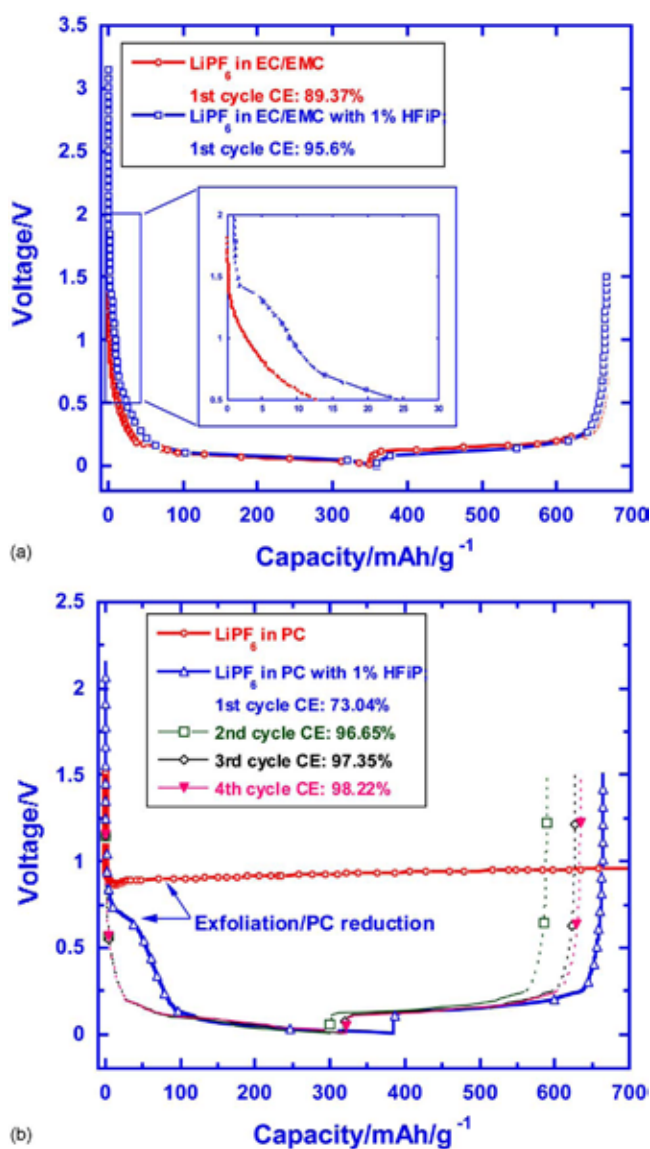 3.5
3
2.5
2
1.5
1
0.5
0
Voltage/V
LiPF6 in EC/EMC
1st cycle CE: 89.37%
LiPF6 in EC/EMC with 1% HFiP:
1st cycle CE: 95.6%
2
1.5
1
0.5
0 5 10 15 20 25 30
0 100 200 300 400 500 600 700
Capacity/mAh/g-1
(a)
2.5
2
1.5
1
0.5
0
Voltage/V
LiPF6 in PC
LiPF6 in PC with 1% HFiP:
1st cycle CE: 73.04%
2nd cycle CE: 96.65%
3rd cycle CE: 97.35%
4th cycle CE: 98.22%
Exfoliation/PC reduction
0 100 200 300 400 500 600 700
Capacity/mAh/g-1
(b)